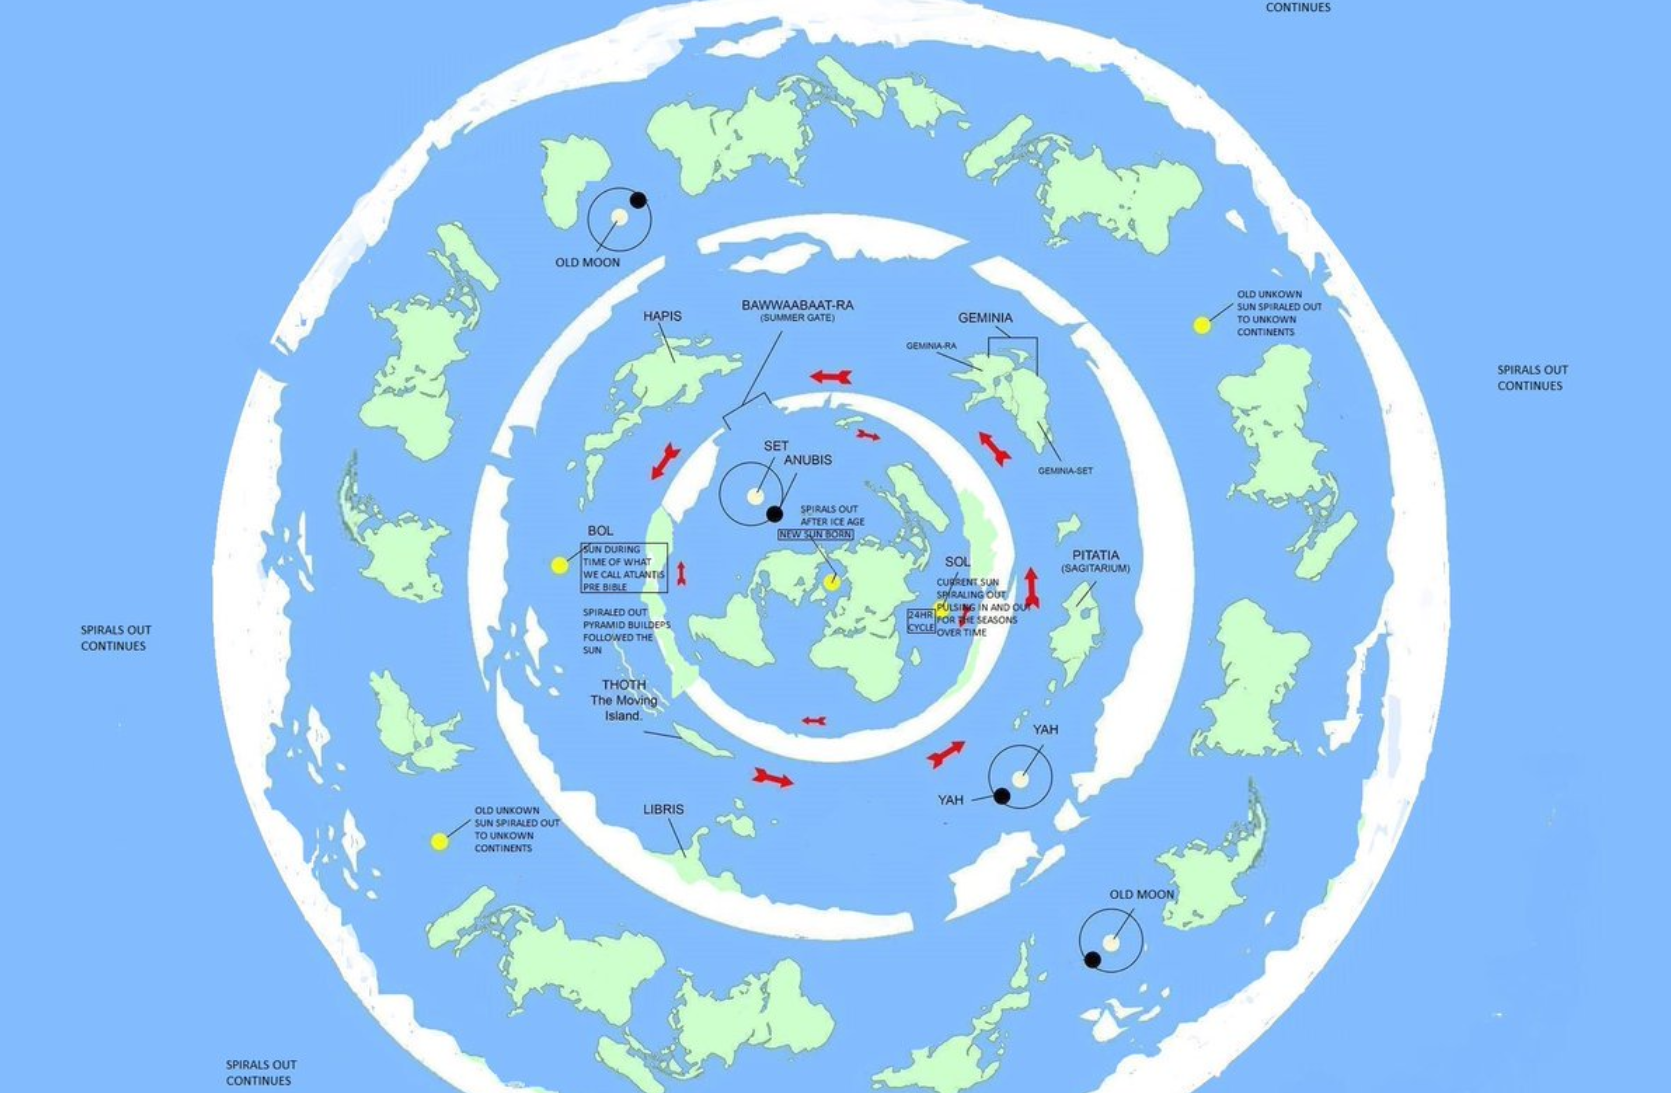 CONTINUES
OLD MOON
OLD UNKOWN
SUN SPIRALED OUT
TO UNKOWN
CONTINENTS
HAPIS
BAWWAABAAT-RA
(SUMMER GATE)
GEMINIA
GEMINIA-RA
GEMINIA-SET
SPIRALS OUT
CONTINUES
SET
ANUBIS
SPIRALS OUT
AFTER ICE AGE
NEW SUN BORN
BOL
SUN DURING
TIME OF WHAT
WE CALL ATLANTIS
PRE BIBLE
SPIRALED OUT
PYRAMID BUILDEPS
FOLLOWED THE
SUN
SOL
CURRENT SUN
SPIRALING OUT
PULSING IN AND OUT
FOR THE SEASONS
OVER TIME
24HR
CYCLE
PITATIA
(SAGITARIUM)
SPIRALS OUT
CONTINUES
THOTH
The Moving
Island.
YAH
YAH
LIBRIS
OLD UNKOWN
SUN SPIRALED OUT
TO UNKOWN
CONTINENTS
OLD MOON
SPIRALS OUT
CONTINUES